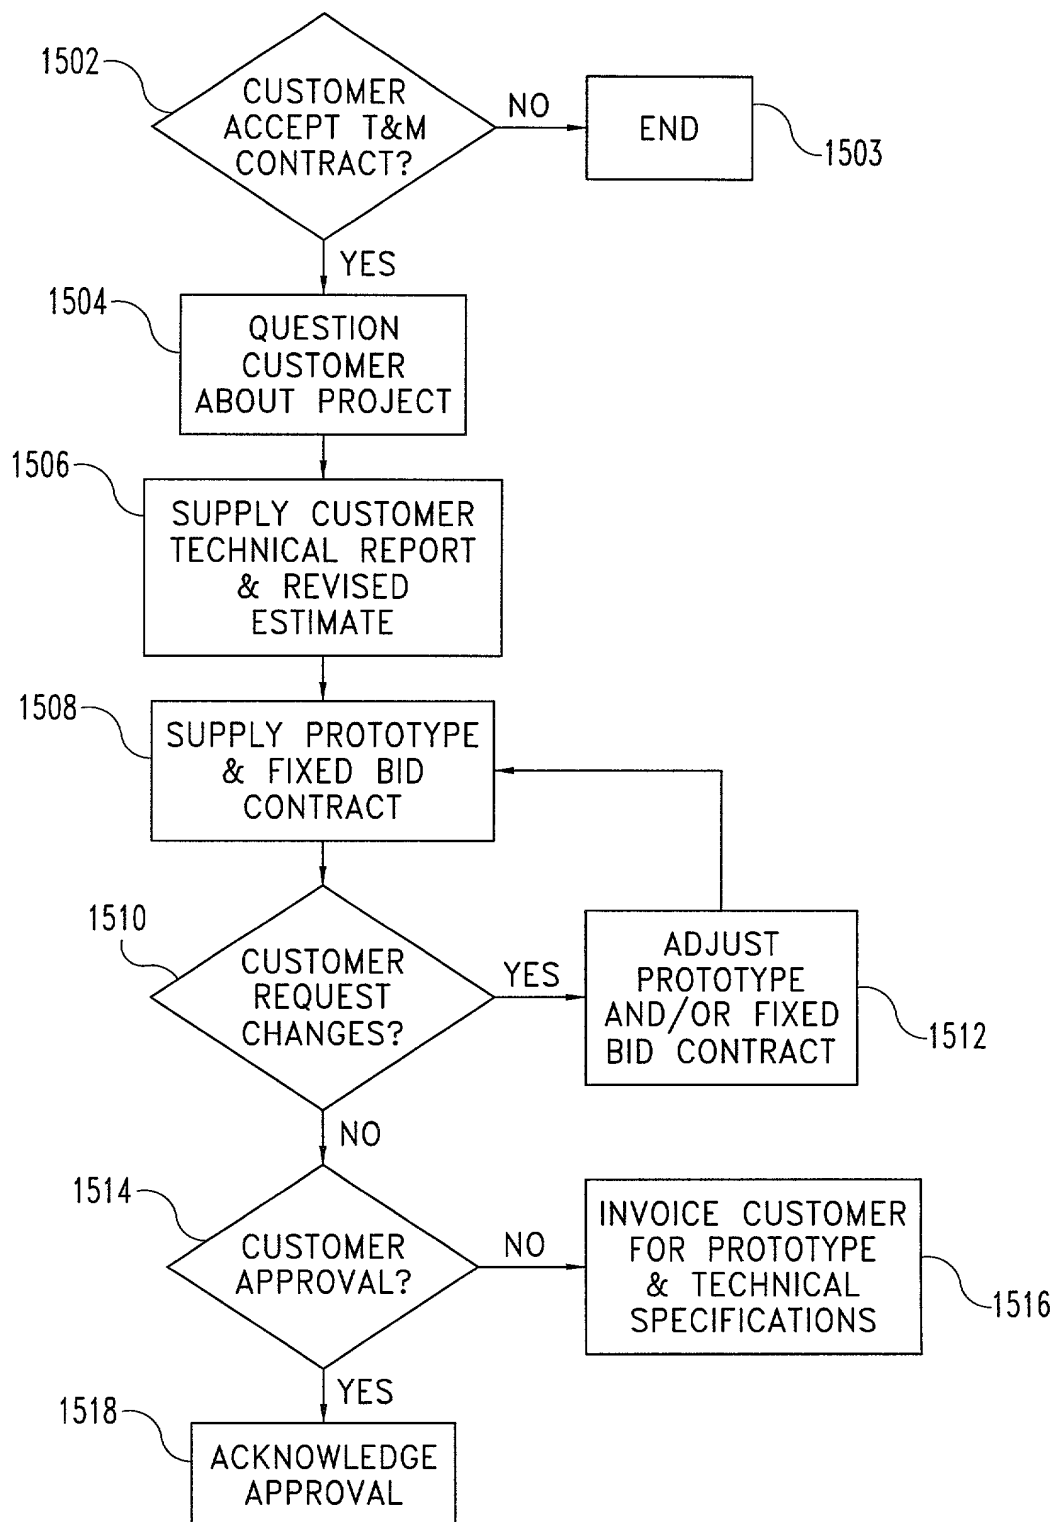 1502
CUSTOMER
ACCEPT T&M
CONTRACT?
NO
END
1503
YES
1504
QUESTION
CUSTOMER
ABOUT PROJECT
1506
SUPPLY CUSTOMER
TECHNICAL REPORT
& REVISED
ESTIMATE
1508
SUPPLY PROTOTYPE
& FIXED BID
CONTRACT
1510
CUSTOMER
REQUEST
CHANGES?
YES
ADJUST
PROTOTYPE
AND/OR FIXED
BID CONTRACT
1512
NO
1514
CUSTOMER
APPROVAL?
NO
INVOICE CUSTOMER
FOR PROTOTYPE
& TECHNICAL
SPECIFICATIONS
1516
YES
1518
ACKNOWLEDGE
APPROVAL